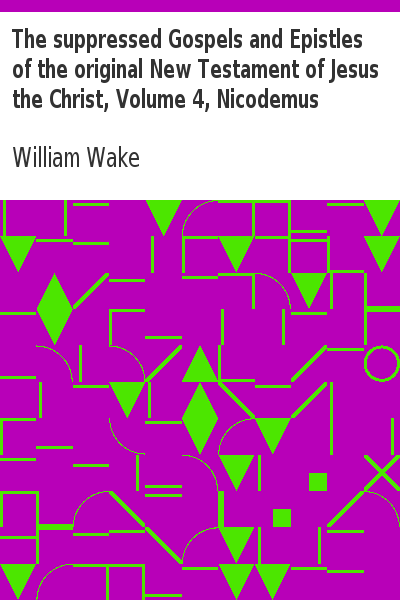 The suppressed Gospels and Epistles
of the original New Testament of Jesus
the Christ, Volume 4, Nicodemus
William Wake